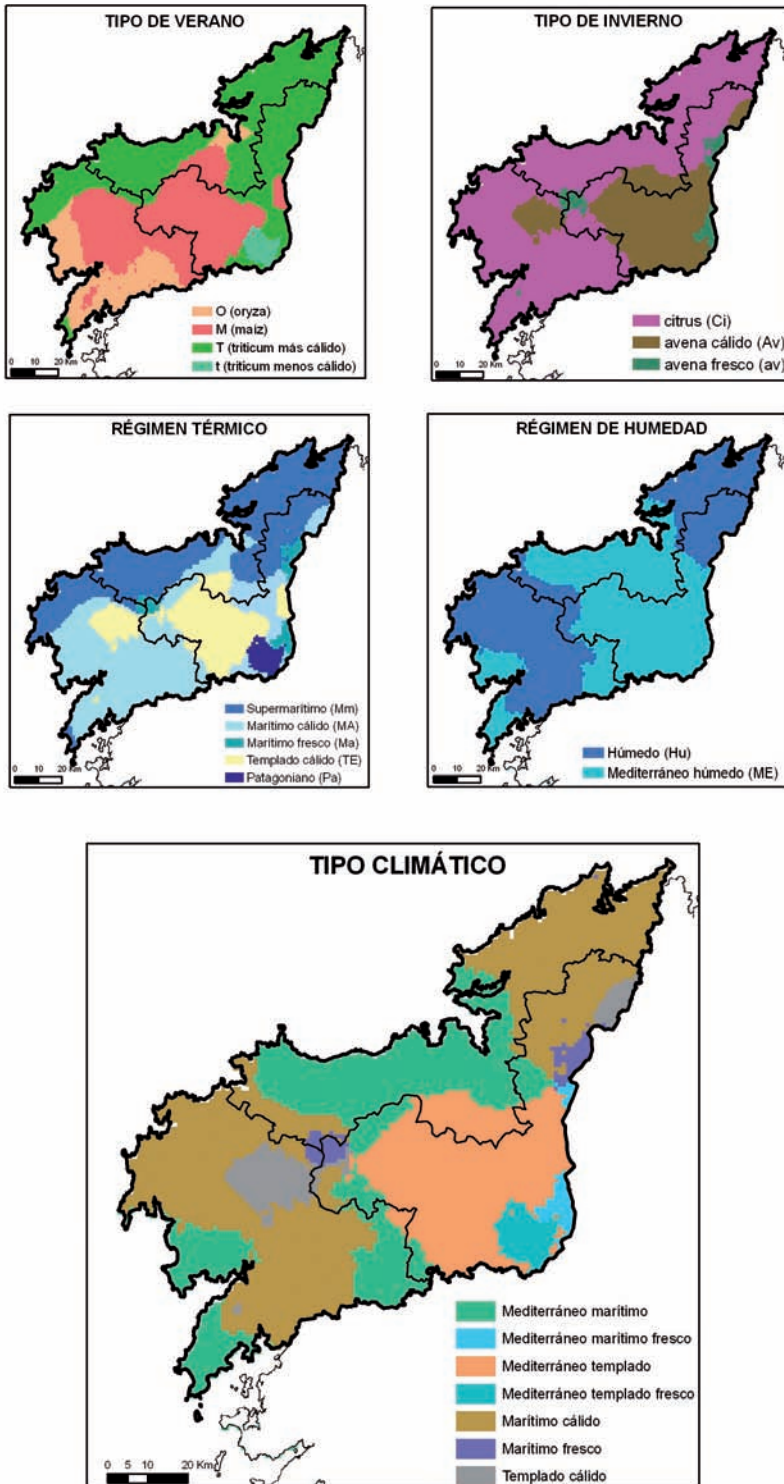 TIPO DE VERANO
O (oryza)
M (maiz)
T (triticum más cálido)
t (triticum menos cálido)
0 10 20 Km
TIPO DE INVIERNO
citrus (Ci)
avena cálido (Av)
avena fresco (av)
0 10 20 Km
RÉGIMEN TÉRMICO
Supermarítimo (Mm)
Marítimo cálido (MA)
Marítimo fresco (Ma)
Templado cálido (TE)
Patagoniano (Pa)
0 10 20 Km
RÉGIMEN DE HUMEDAD
Húmedo (Hu)
Mediterráneo húmedo (ME)
0 10 20 Km
TIPO CLIMÁTICO
Mediterráneo marítimo
Mediterráneo marítimo fresco
Mediterráneo templado
Mediterráneo templado fresco
Marítimo cálido
Marítimo fresco
Templado cálido
0 5 10 20 Km